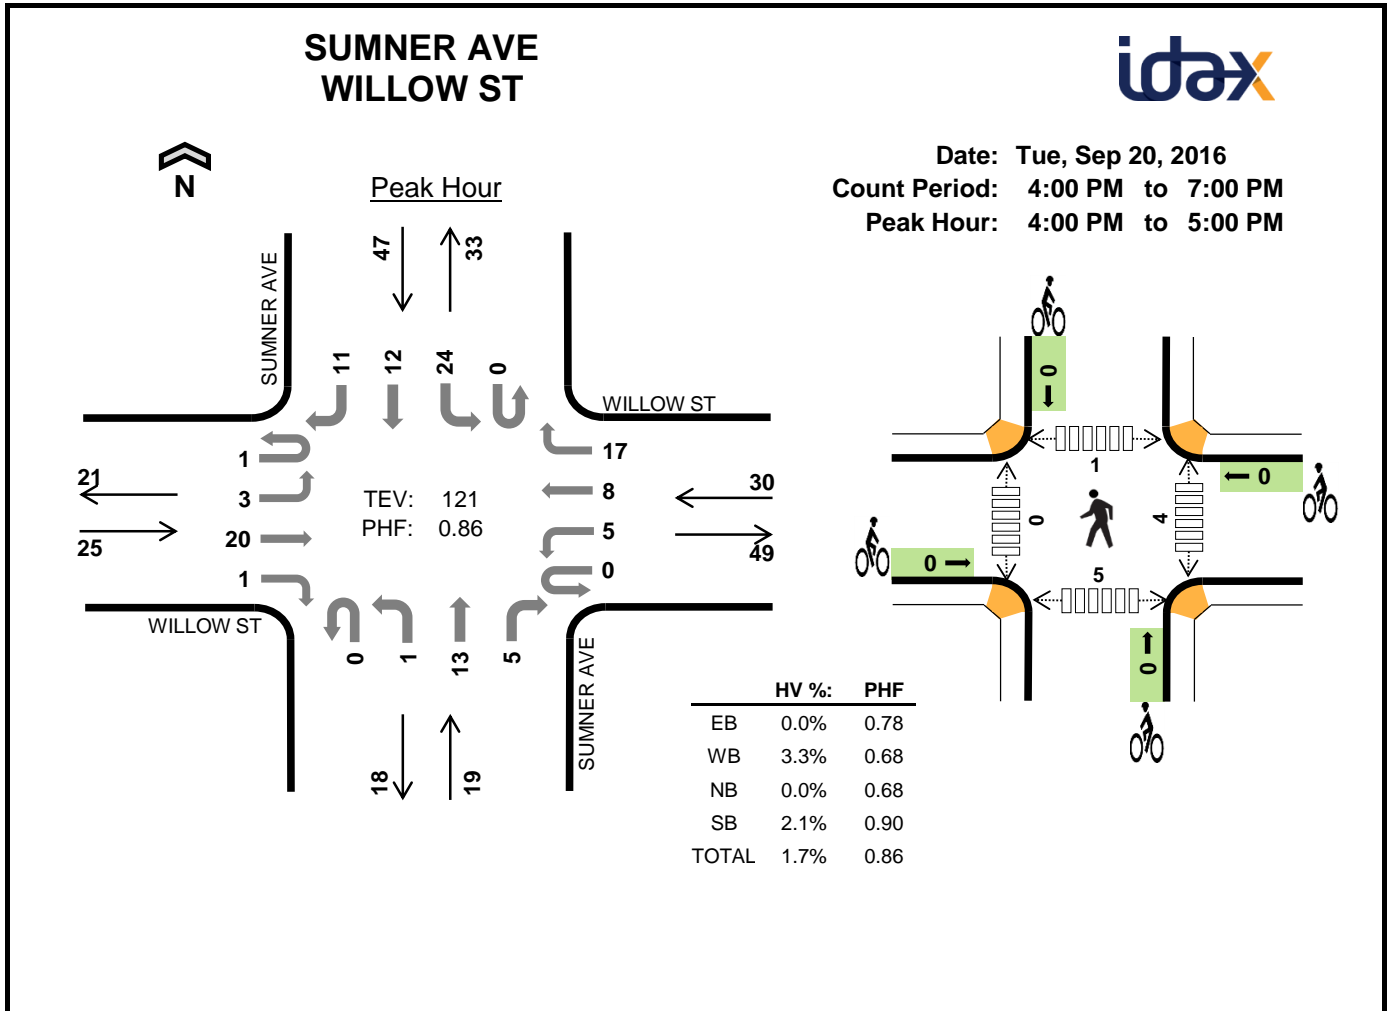 SUMNER AVE
WILLOW ST
idax
N
Peak Hour
Date: Tue, Sep 20, 2016
Count Period: 4:00 PM to 7:00 PM
Peak Hour: 4:00 PM to 5:00 PM
47 33
SUMNER AVE
11 12 24 0
WILLOW ST
1
3
20
1
21
25
TEV: 121
PHF: 0.86
17
8
5
0
30
49
WILLOW ST
0 1 13 5
SUMNER AVE
18 19
0
1
0
0
4
0
5
0
HV %: PHF
EB 0.0% 0.78
WB 3.3% 0.68
NB 0.0% 0.68
SB 2.1% 0.90
TOTAL 1.7% 0.86